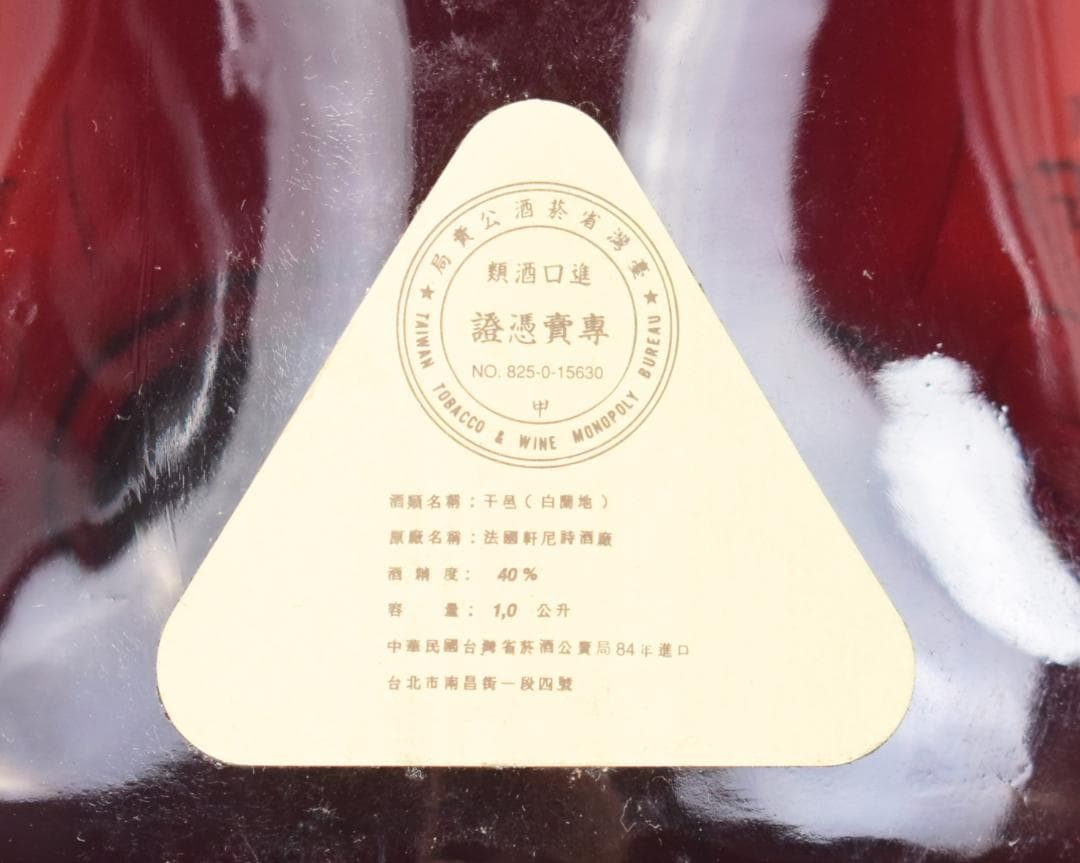 臺灣省菸酒公賣局
進口酒類
專賣憑證
NO. 825-0-15630
甲
★ TAIWAN TOBACCO & WINE MONOPOLY BUREAU ★
酒類名稱：干邑（白蘭地）
原廠名稱：法國軒尼詩酒廠
酒精度： 40%
容量： 1,0 公升
中華民國台灣省菸酒公賣局84年進口
台北市南昌街一段四號